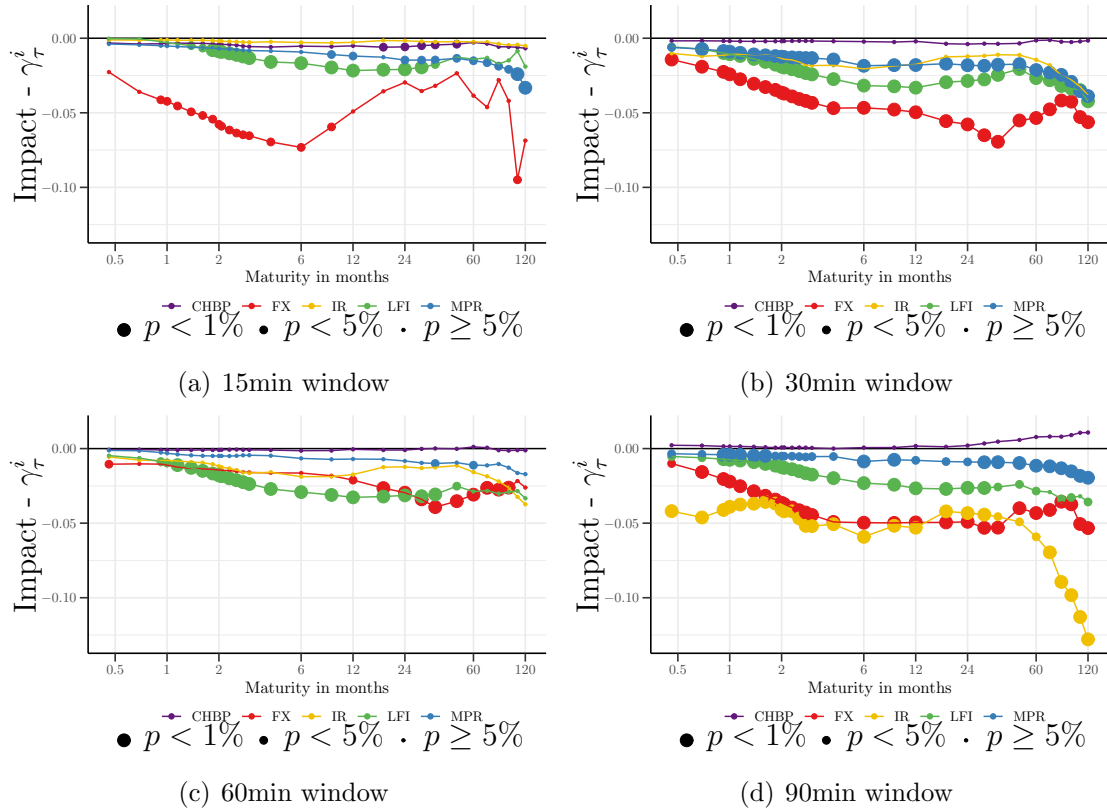 0.00
−0.05
−0.10
Impact - γ^i_τ
0.5 1 2 6 12 24 60 120
Maturity in months
CHBP FX IR LFI MPR
p < 1% p < 5% p ≥ 5%
(a) 15min window
0.00
−0.05
−0.10
Impact - γ^i_τ
0.5 1 2 6 12 24 60 120
Maturity in months
CHBP FX IR LFI MPR
p < 1% p < 5% p ≥ 5%
(b) 30min window
0.00
−0.05
−0.10
Impact - γ^i_τ
0.5 1 2 6 12 24 60 120
Maturity in months
CHBP FX IR LFI MPR
p < 1% p < 5% p ≥ 5%
(c) 60min window
0.00
−0.05
−0.10
Impact - γ^i_τ
0.5 1 2 6 12 24 60 120
Maturity in months
CHBP FX IR LFI MPR
p < 1% p < 5% p ≥ 5%
(d) 90min window